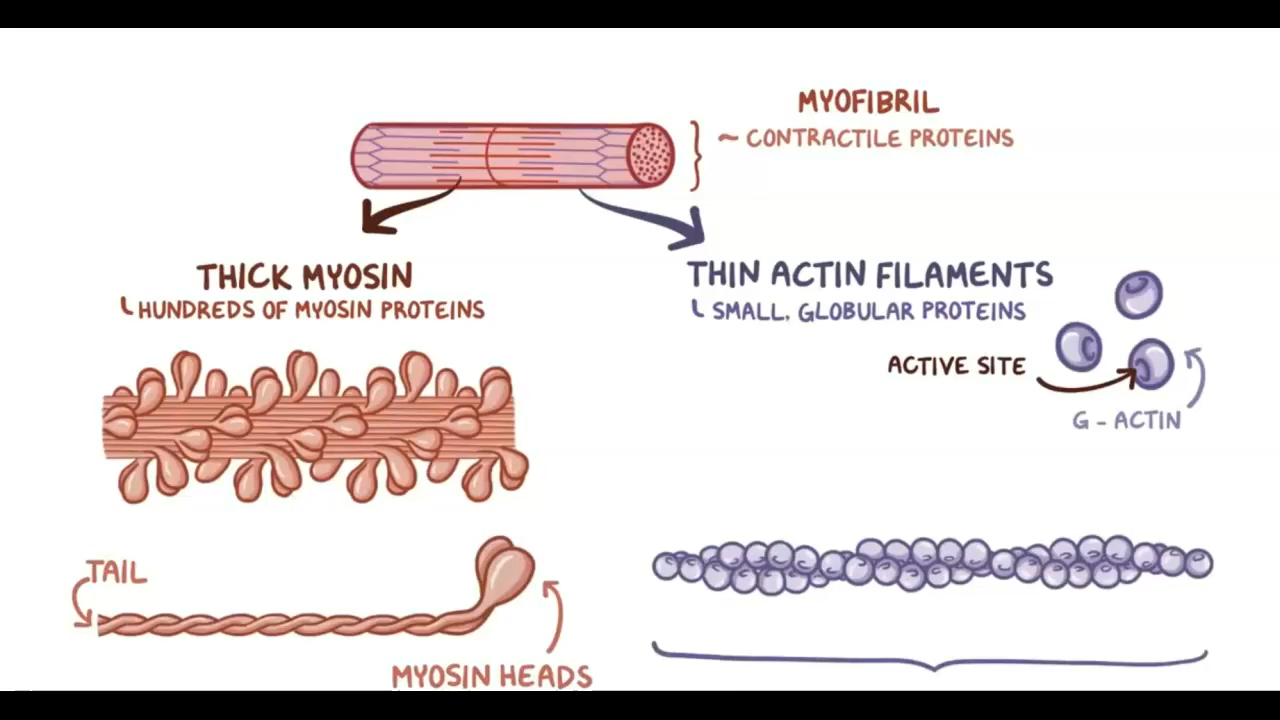 MYOFIBRIL
~ CONTRACTILE PROTEINS
THICK MYOSIN
HUNDREDS OF MYOSIN PROTEINS
THIN ACTIN FILAMENTS
SMALL, GLOBULAR PROTEINS
ACTIVE SITE
G - ACTIN
TAIL
MYOSIN HEADS